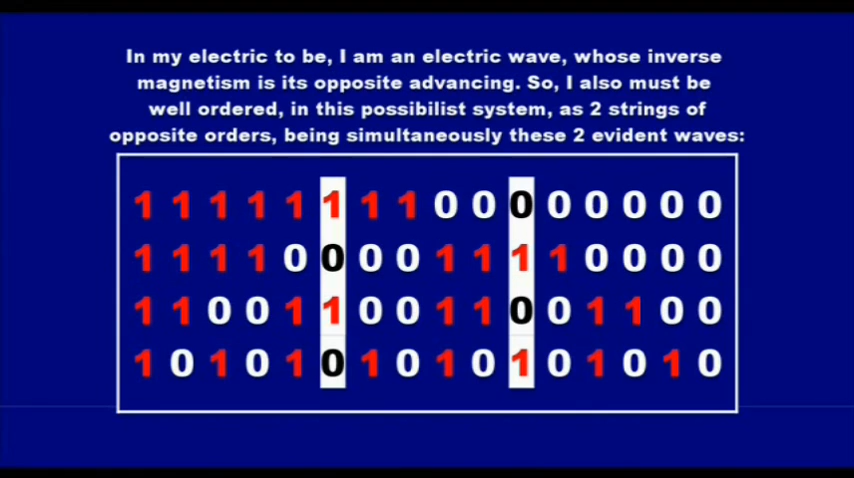 In my electric to be, I am an electric wave, whose inverse
magnetism is its opposite advancing. So, I also must be
well ordered, in this possibilist system, as 2 strings of
opposite orders, being simultaneously these 2 evident waves:
1 1 1 1 1 1 1 1 0 0 0 0 0 0 0 0
1 1 1 1 0 0 0 0 1 1 1 1 0 0 0 0
1 1 0 0 1 1 0 0 1 1 0 0 1 1 0 0
1 0 1 0 1 0 1 0 1 0 1 0 1 0 1 0